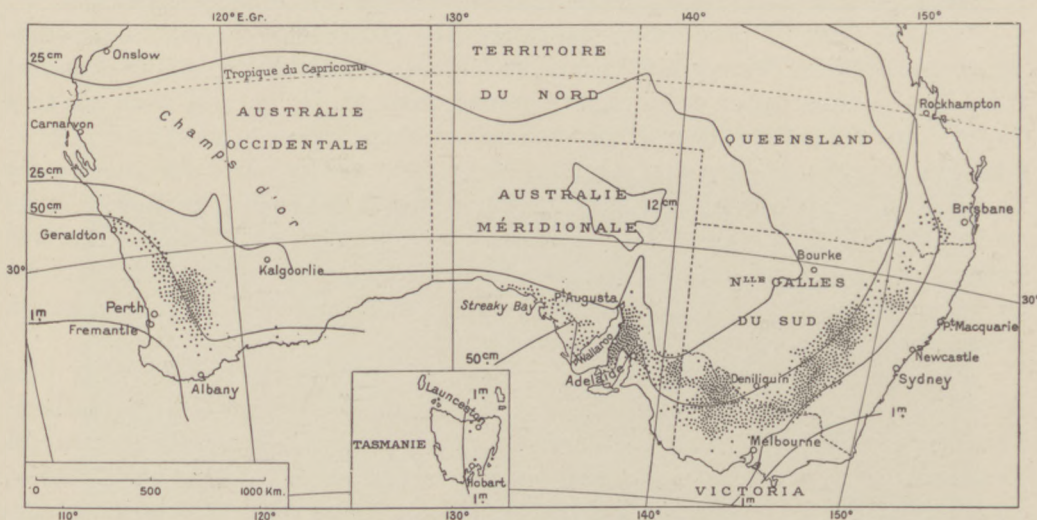 120° E.Gr.
130°
140°
150°
25cm
Onslow
TERRITOIRE
Tropique du Capricorne
DU NORD
Rockhampton
AUSTRALIE
Carnarvon
Champs d'or
OCCIDENTALE
QUEENSLAND
25cm
AUSTRALIE
50cm
12cm
Brisbane
Geraldton
MÉRIDIONALE
Bourke
30°
Kalgoorlie
NLLE GALLES
30°
Pt Augusta
Streaky Bay
Perth
DU SUD
1m
Fremantle
Pt Macquarie
Pt Wallaroo
Newcastle
50cm
Adelaide
Deniliquin
Sydney
Albany
1m
1m
Launceston
TASMANIE
Melbourne
Hobart
1m
VICTORIA
1m
0 500 1000 Km.
110°
120°
130°
140°
150°